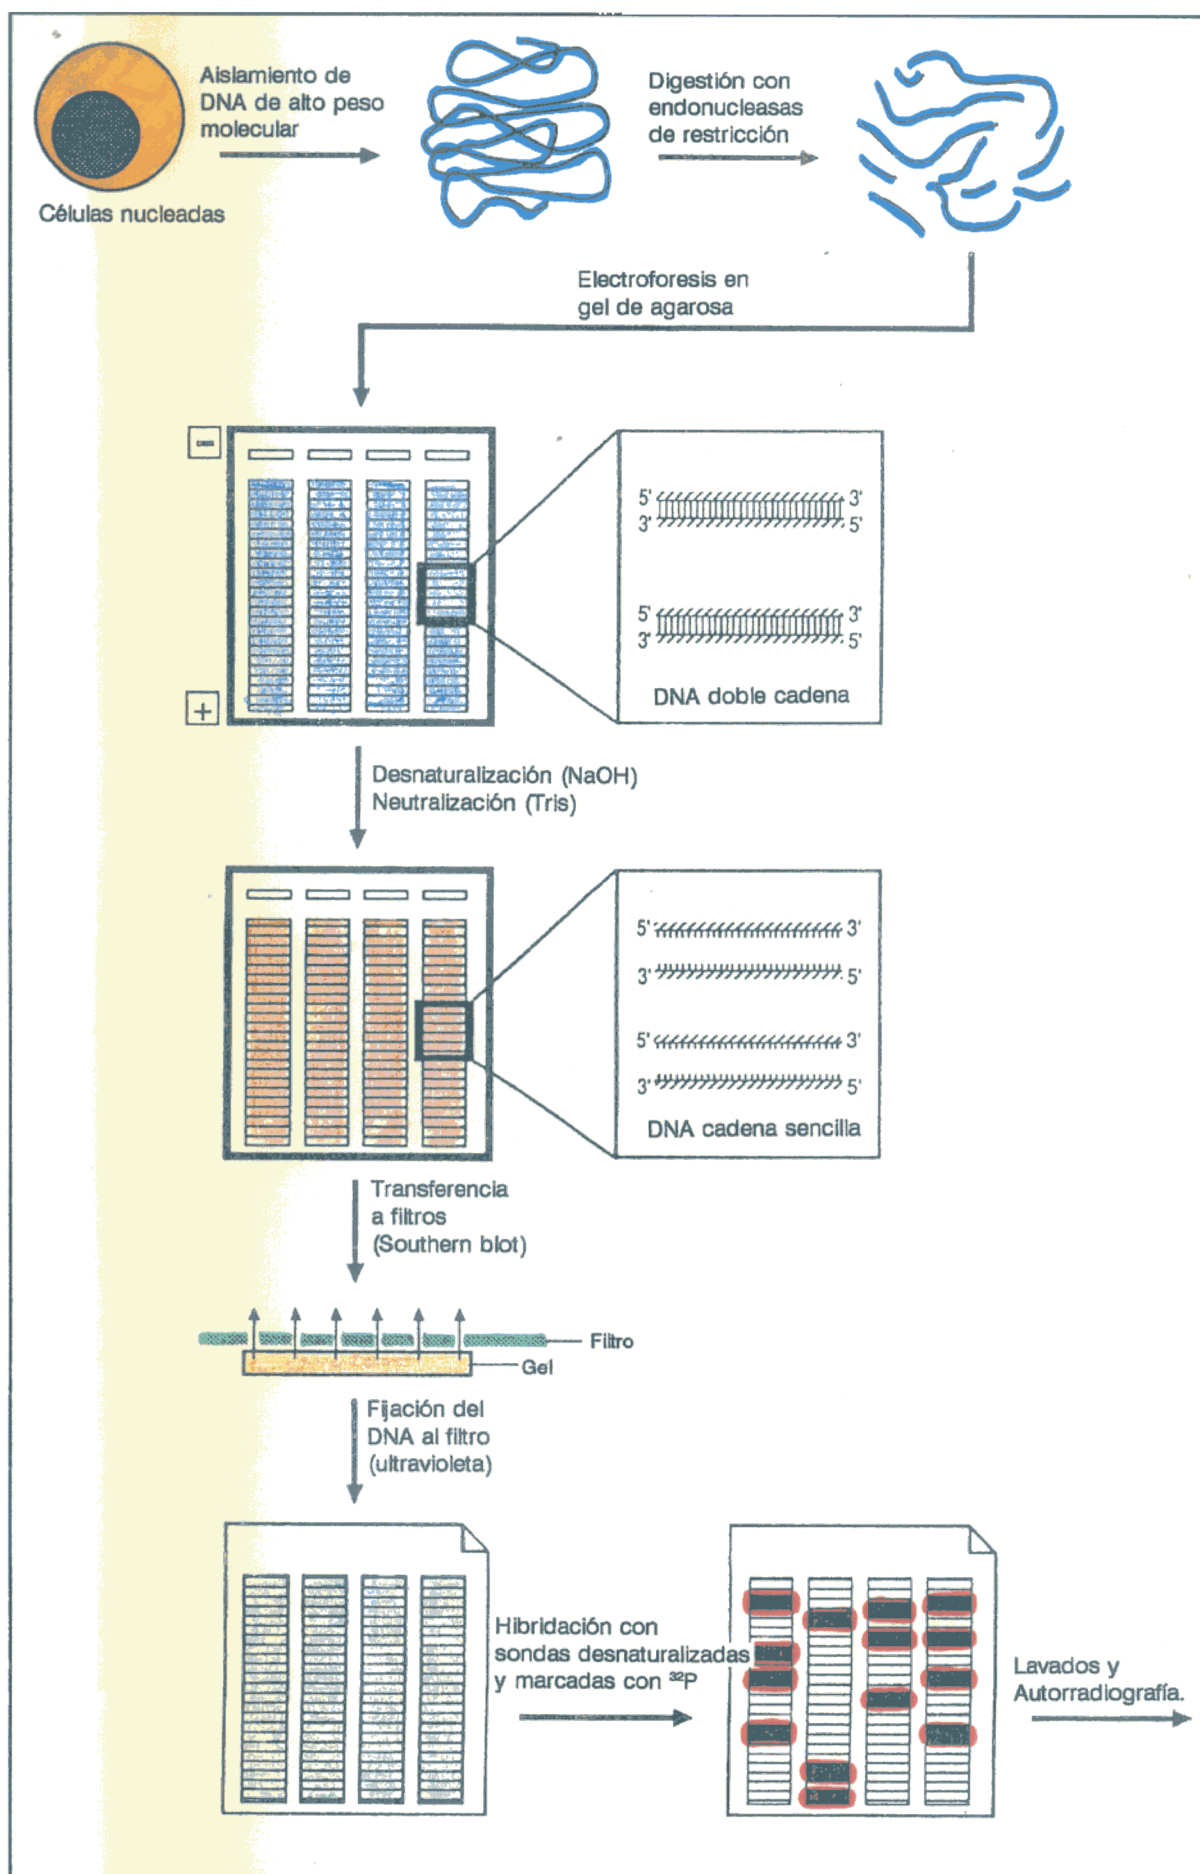 Aislamiento de
DNA de alto peso
molecular
Digestión con
endonucleasas
de restricción
Células nucleadas
Electroforesis en
gel de agarosa
−
+
5' 3'
3' 5'
5' 3'
3' 5'
DNA doble cadena
Desnaturalización (NaOH)
Neutralización (Tris)
5' 3'
3' 5'
5' 3'
3' 5'
DNA cadena sencilla
Transferencia
a filtros
(Southern blot)
Filtro
Gel
Fijación del
DNA al filtro
(ultravioleta)
Hibridación con
sondas desnaturalizadas
y marcadas con ³²P
Lavados y
Autorradiografía.